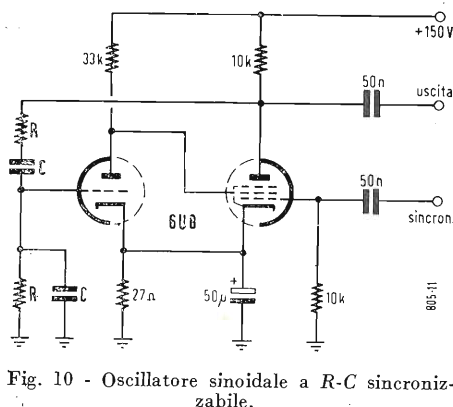 +150V
33k
10k
50n
uscita
R
C
50n
6U8
sincron.
R
C
27Ω
+
50μ
10k
805-11
Fig. 10 - Oscillatore sinoidale a R-C sincroniz-
zabile.